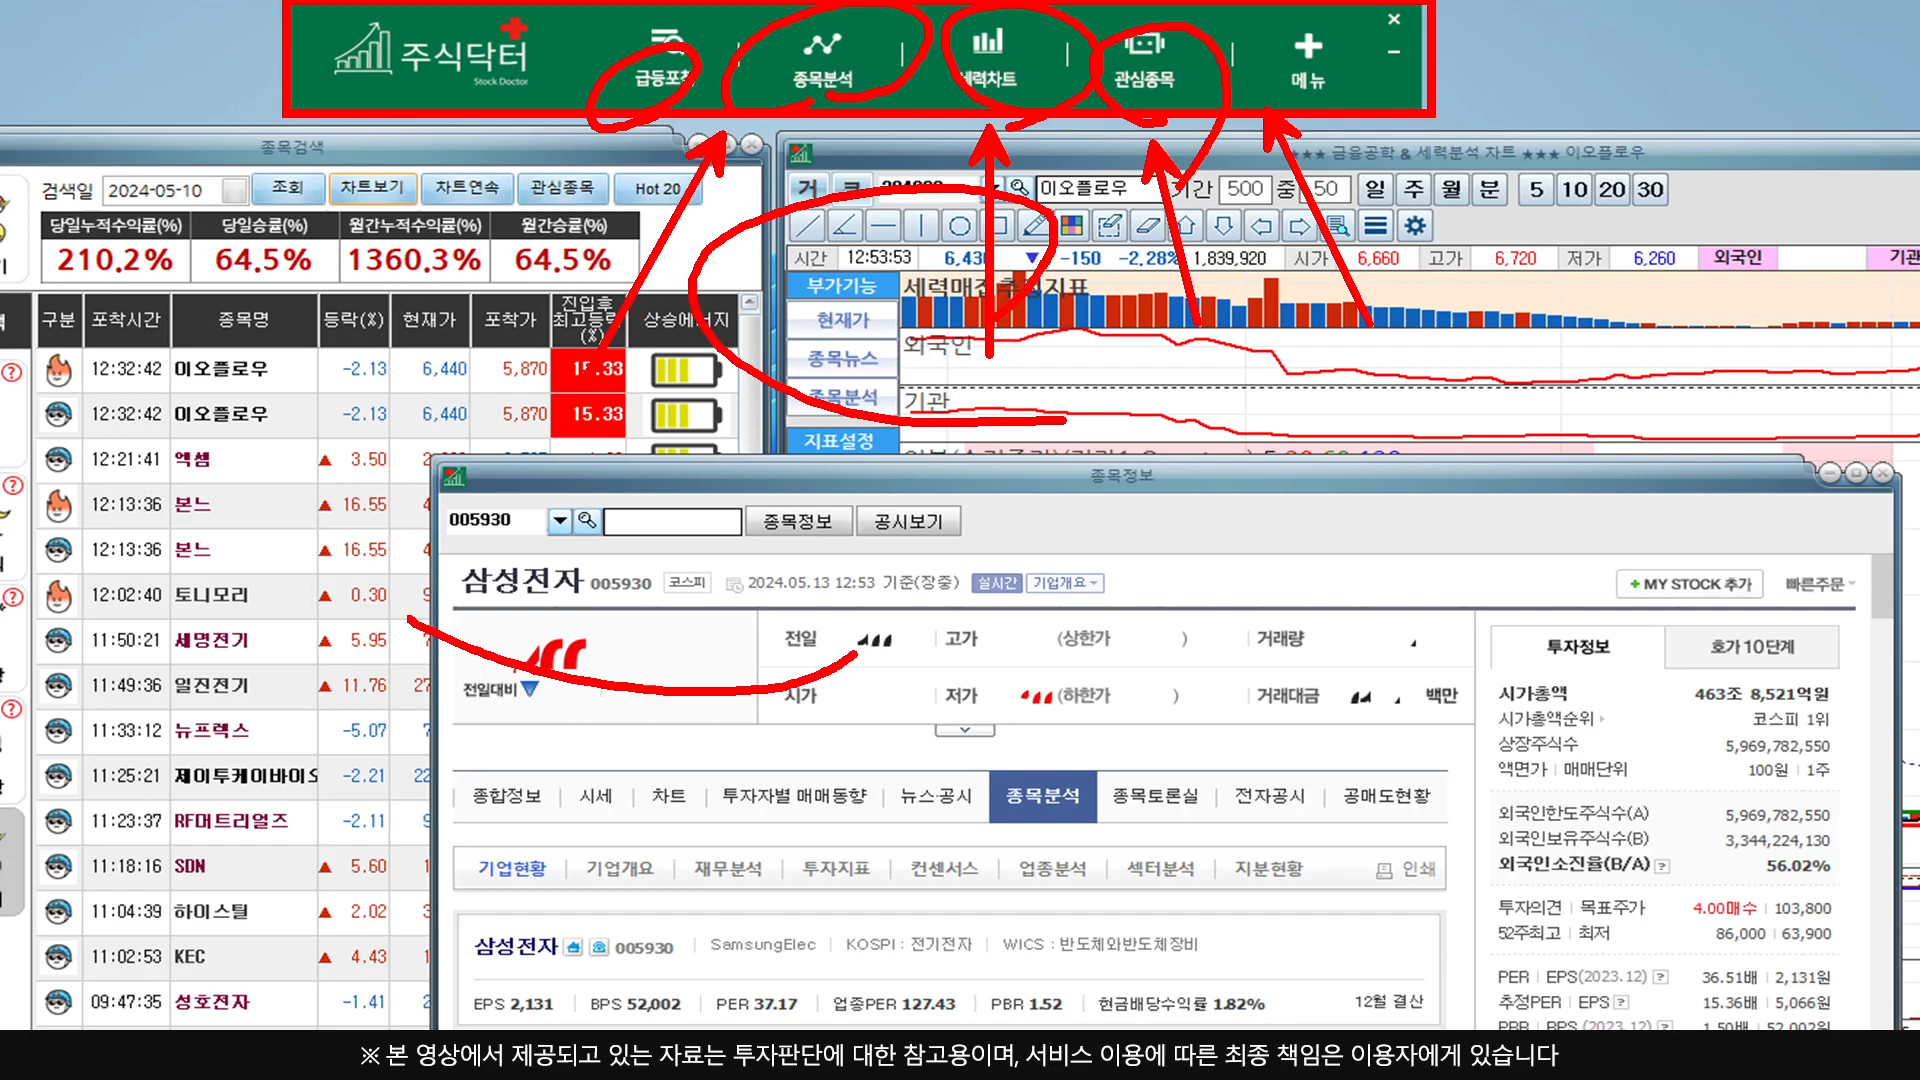 주식닥터
Stock Doctor
급등포착
종목분석
세력차트
관심종목
메뉴
종목검색
검색일 2024-05-10 조회 차트보기 차트연속 관심종목 Hot 20
당일누적수익률(%) 당일승률(%) 월간누적수익률(%) 월간승률(%)
210.2% 64.5% 1360.3% 64.5%
구분 포착시간 종목명 등락(%) 현재가 포착가 진입후 최고등락 (%) 상승에너지
12:32:42 이오플로우 -2.13 6,440 5,870 15.33
12:32:42 이오플로우 -2.13 6,440 5,870 15.33
12:21:41 엑셈 ▲ 3.50
12:13:36 본느 ▲ 16.55
12:13:36 본느 ▲ 16.55
12:02:40 토니모리 ▲ 0.30
11:50:21 세명전기 ▲ 5.95
11:49:36 일진전기 ▲ 11.76
11:33:12 뉴프렉스 -5.07
11:25:21 제이투케이바이오 -2.21
11:23:37 RF머트리얼즈 -2.11
11:18:16 SDN ▲ 5.60
11:04:39 하이스틸 ▲ 2.02
11:02:53 KEC ▲ 4.43
09:47:35 성호전자 -1.41
★★★ 금융공학 & 세력분석 차트 ★★★ 이오플로우
이오플로우 기간 500 중 50 일 주 월 분 5 10 20 30
시간 12:53:53 6,430 ▼ -150 -2.28% 1,839,920 시가 6,660 고가 6,720 저가 6,260 외국인 기관
부가기능
현재가
종목뉴스
종목분석
지표설정
외국인
기관
종목정보
005930 종목정보 공시보기
삼성전자 005930 코스피 2024.05.13 12:53 기준(장중) 실시간 기업개요
+ MY STOCK 추가 빠른주문
전일 고가 (상한가 ) 거래량
전일대비 ▼
시가 저가 (하한가 ) 거래대금 백만
투자정보 호가 10단계
시가총액 463조 8,521억원
시가총액순위 코스피 1위
상장주식수 5,969,782,550
액면가 | 매매단위 100원 | 1주
외국인한도주식수(A) 5,969,782,550
외국인보유주식수(B) 3,344,224,130
외국인소진율(B/A) ? 56.02%
투자의견 | 목표주가 4.00매수 | 103,800
52주최고 | 최저 86,000 | 63,900
PER | EPS(2023.12) ? 36.51배 | 2,131원
추정PER | EPS ? 15.36배 | 5,066원
PBR | BPS (2023.12) ? 1.50배 | 52,002원
종합정보 시세 차트 투자자별 매매동향 뉴스·공시 종목분석 종목토론실 전자공시 공매도현황
기업현황 기업개요 재무분석 투자지표 컨센서스 업종분석 섹터분석 지분현황 인쇄
삼성전자 005930 SamsungElec KOSPI : 전기전자 WICS : 반도체와반도체장비
EPS 2,131 BPS 52,002 PER 37.17 업종PER 127.43 PBR 1.52 현금배당수익률 1.82% 12월 결산
※ 본 영상에서 제공되고 있는 자료는 투자판단에 대한 참고용이며, 서비스 이용에 따른 최종 책임은 이용자에게 있습니다